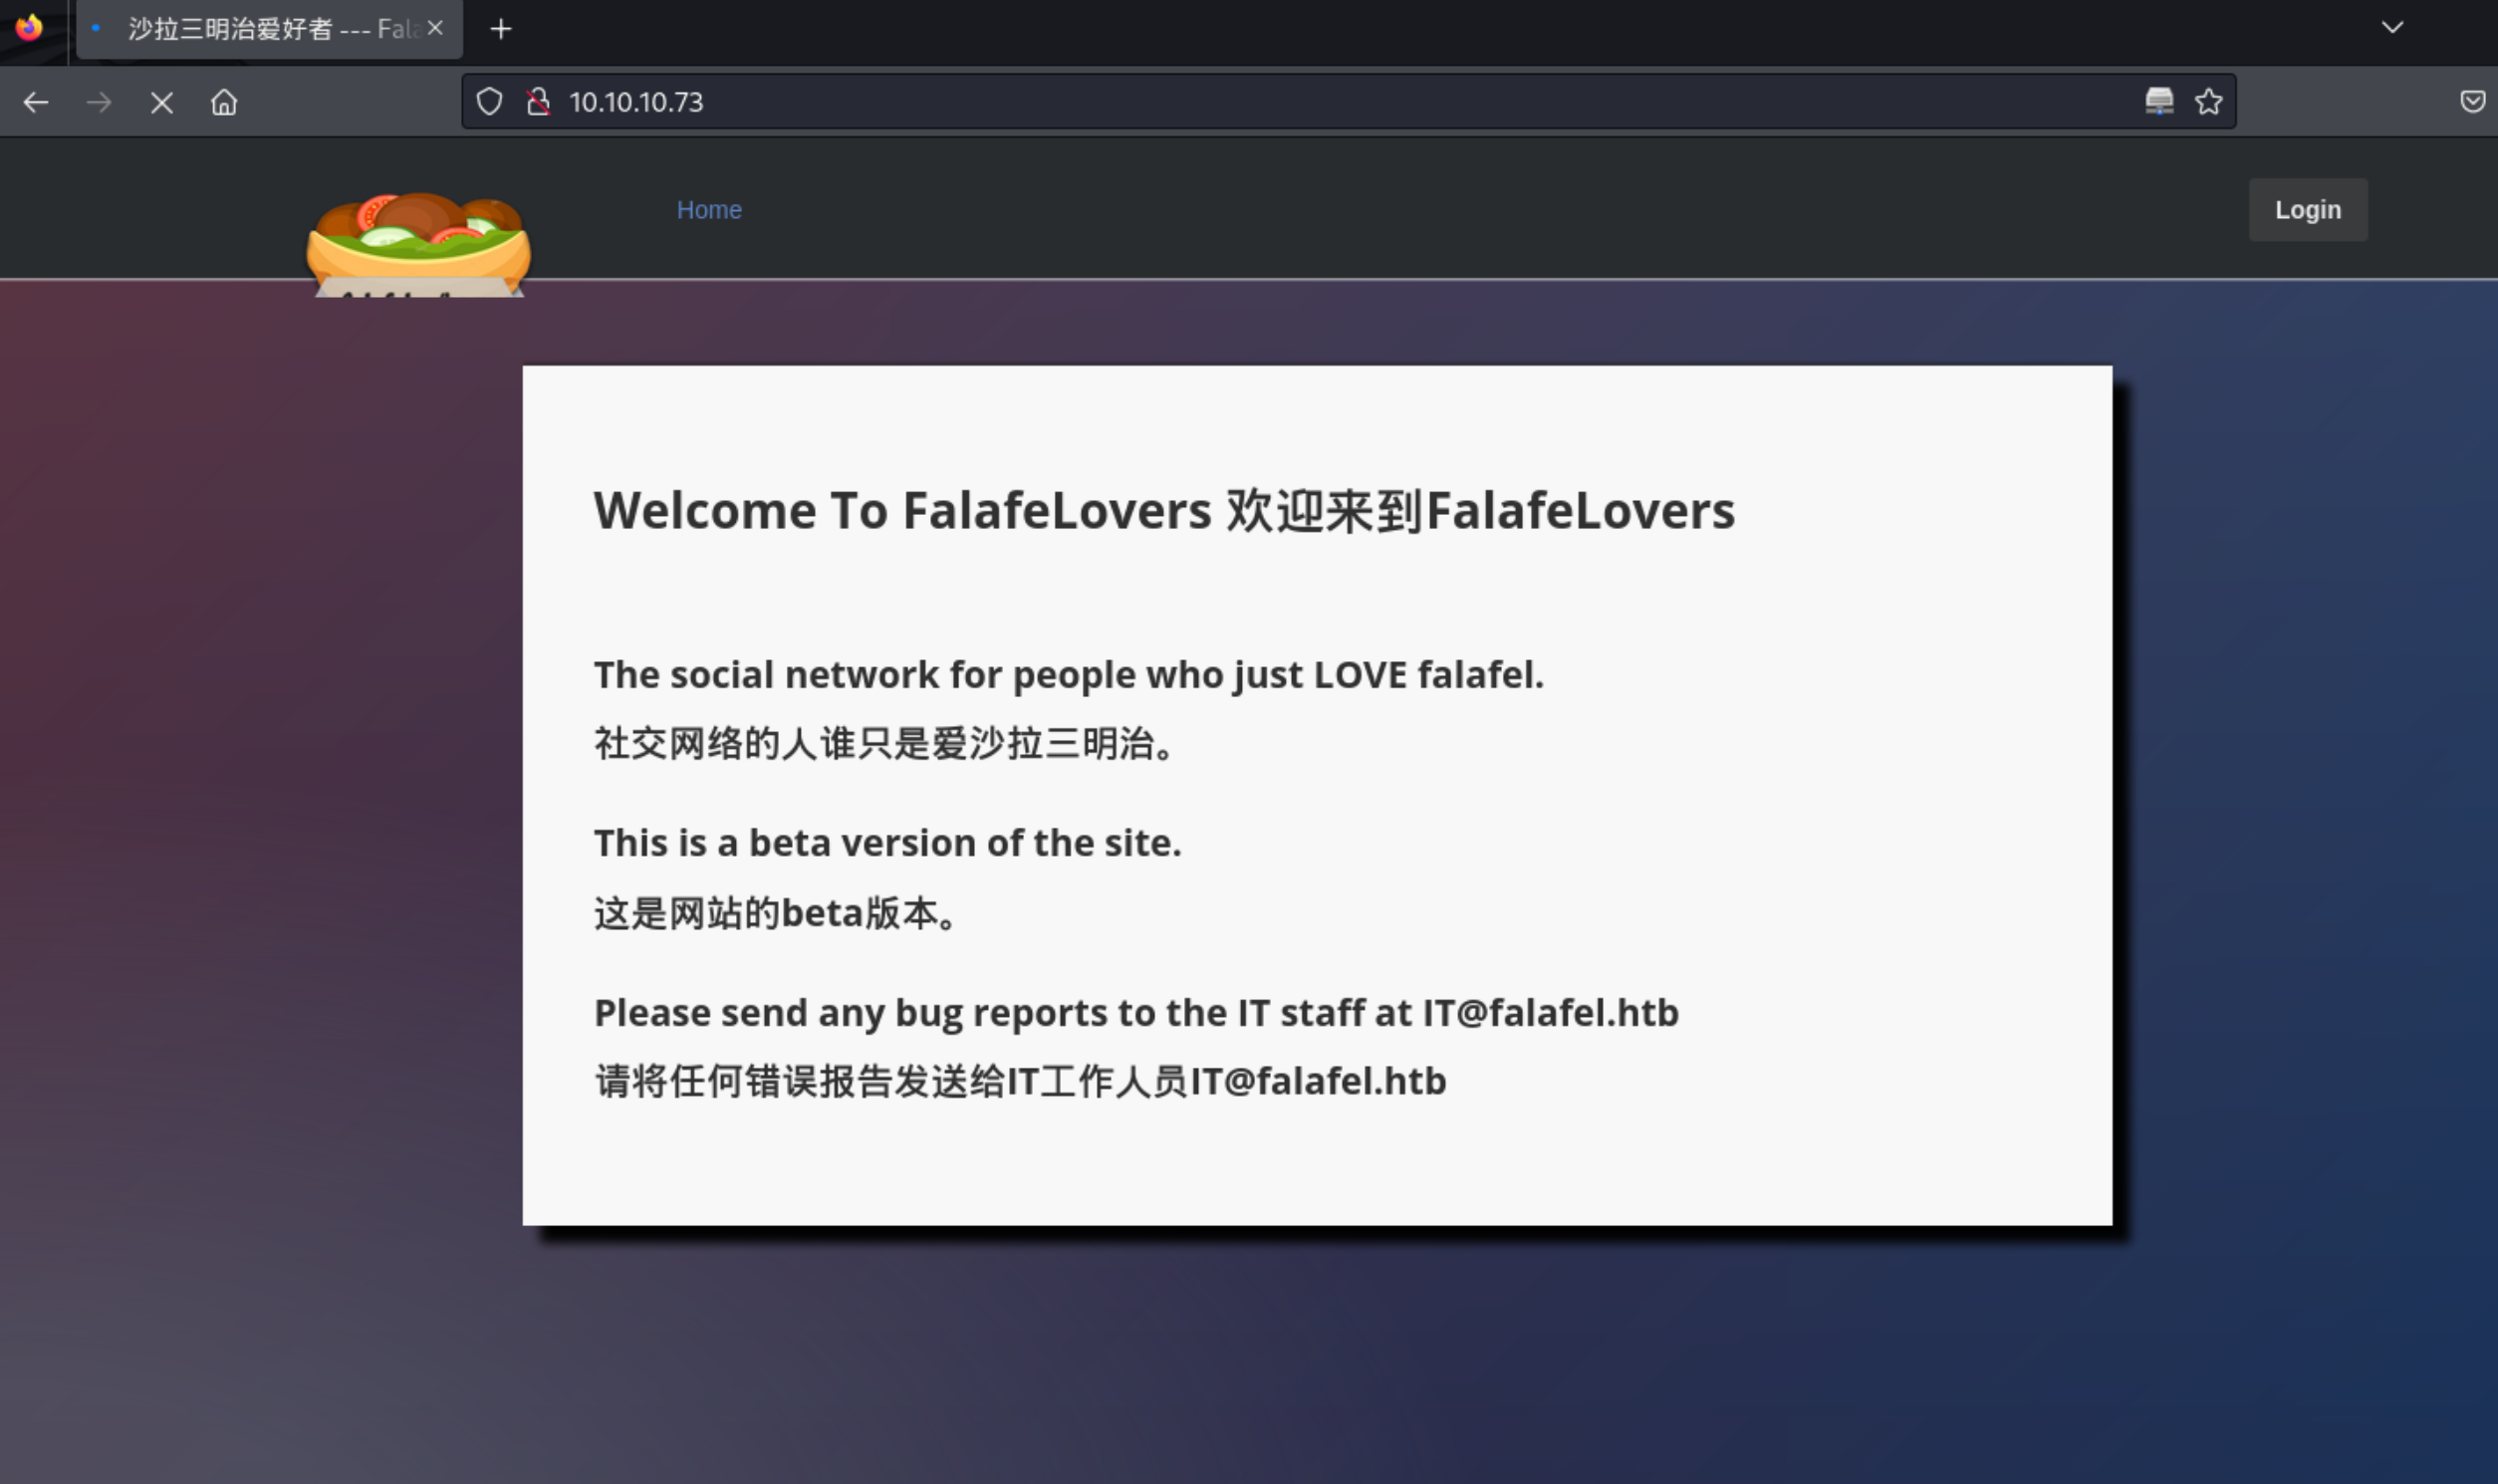 沙拉三明治爱好者 --- Fal
10.10.10.73
Home
Login
Welcome To FalafeLovers 欢迎来到FalafeLovers
The social network for people who just LOVE falafel.
社交网络的人谁只是爱沙拉三明治。
This is a beta version of the site.
这是网站的beta版本。
Please send any bug reports to the IT staff at IT@falafel.htb
请将任何错误报告发送给IT工作人员IT@falafel.htb